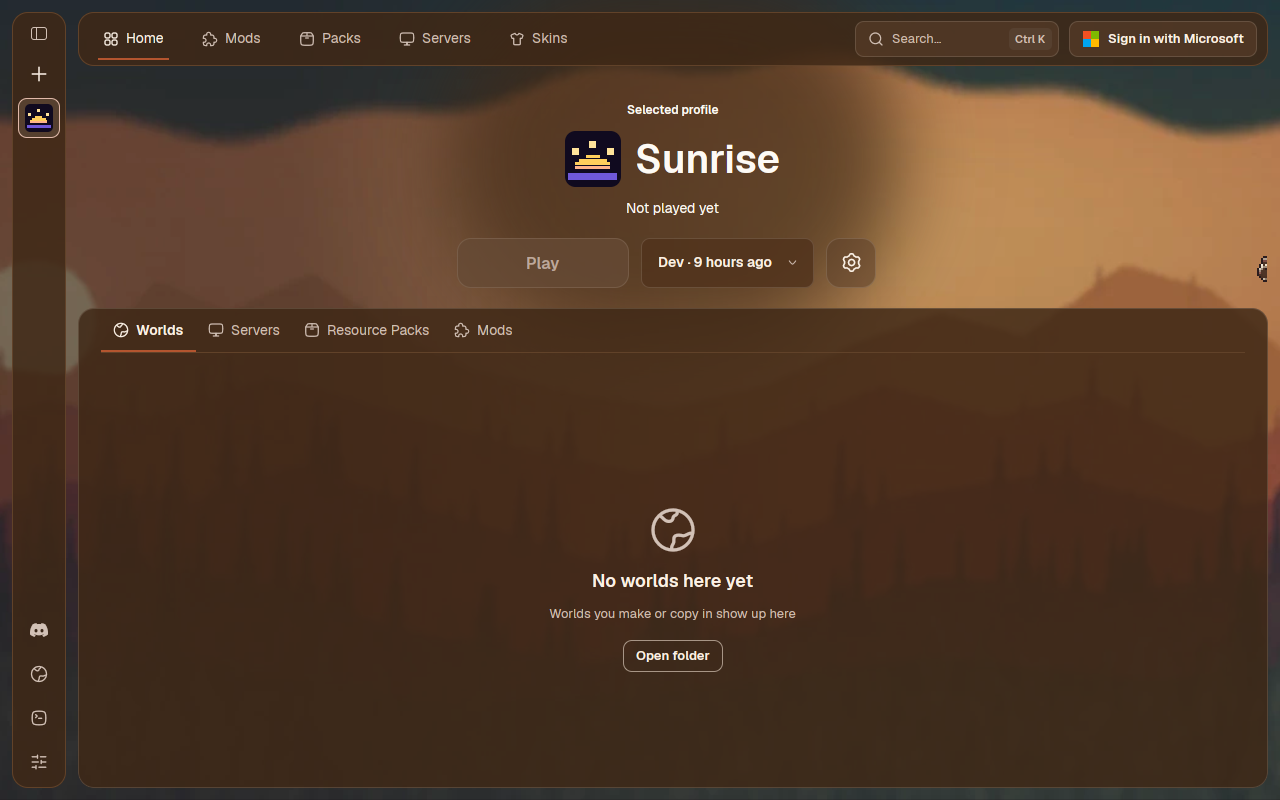 Home
Mods
Packs
Servers
Skins
Search...
Ctrl K
Sign in with Microsoft
Selected profile
Sunrise
Not played yet
Play
Dev · 9 hours ago
Worlds
Servers
Resource Packs
Mods
No worlds here yet
Worlds you make or copy in show up here
Open folder